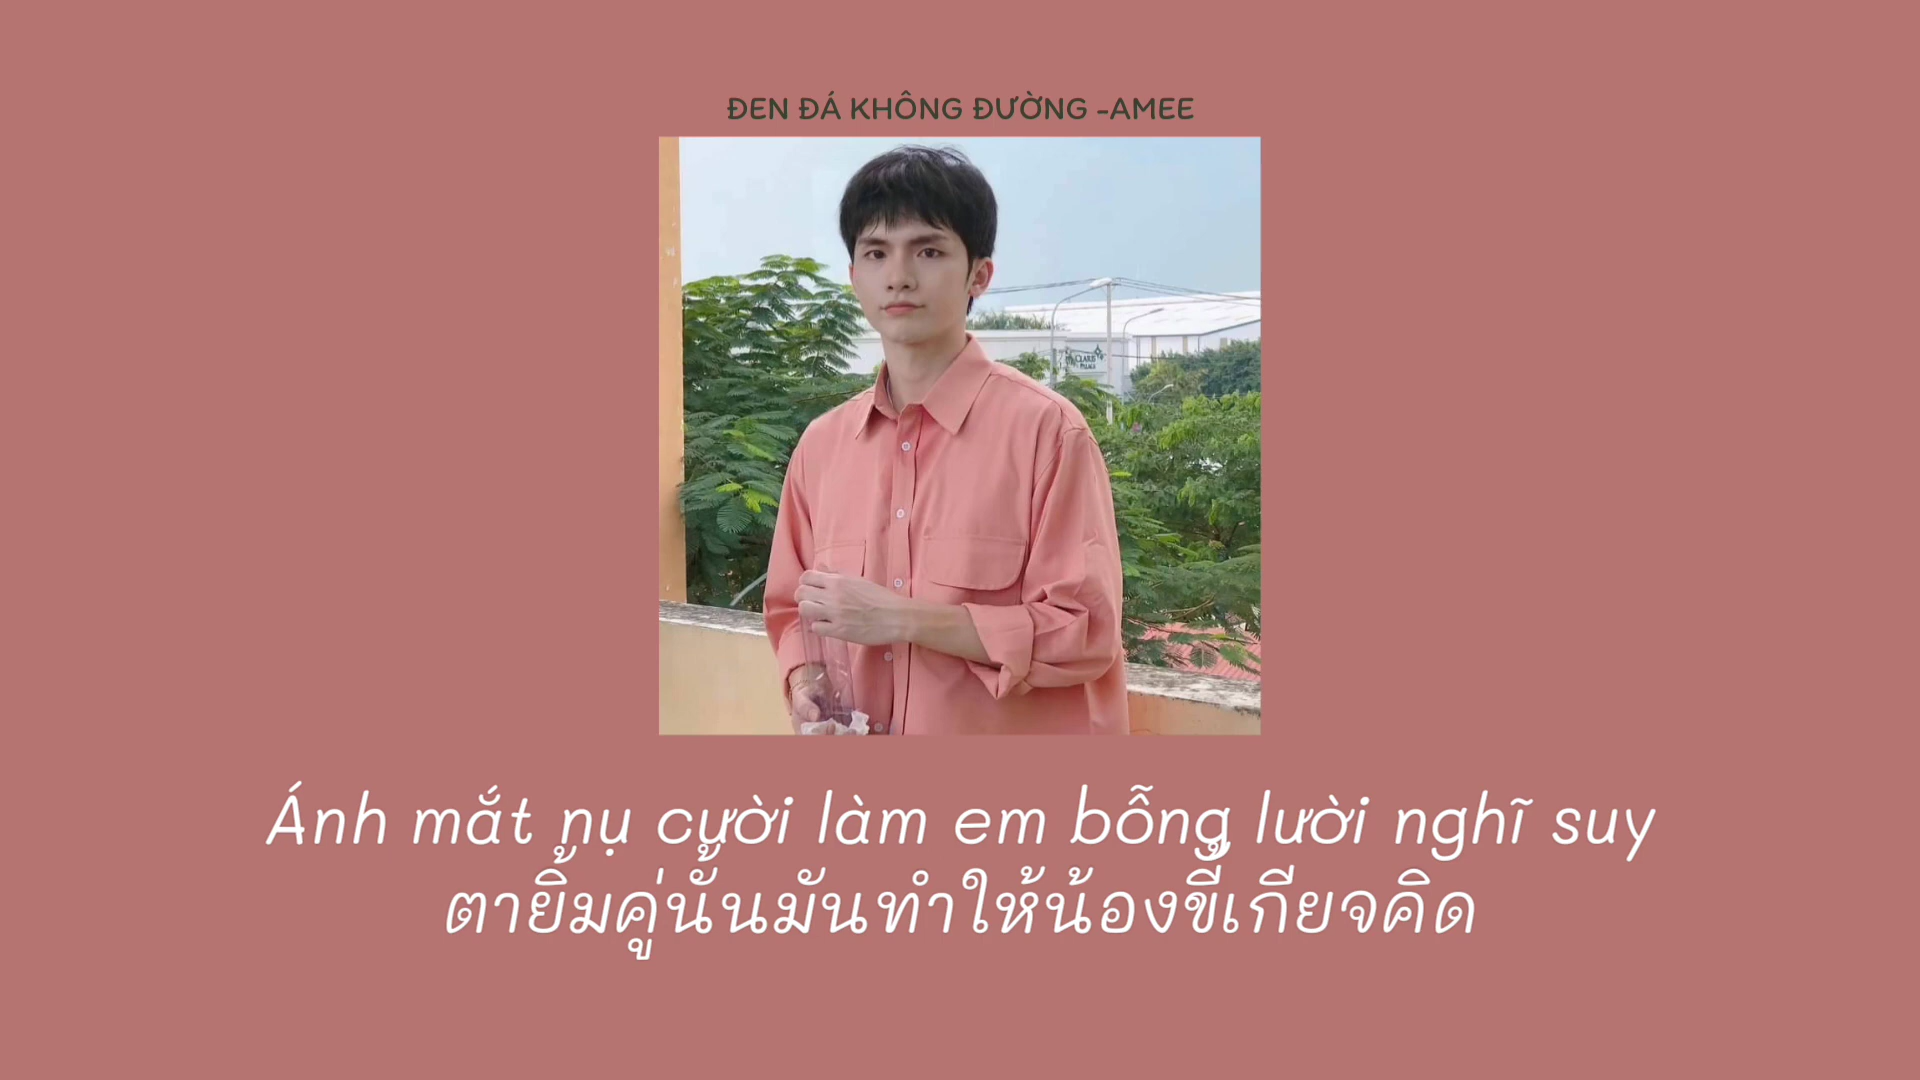 ĐEN ĐÁ KHÔNG ĐƯỜNG -AMEE
CLARIS
PALACE
Ánh mắt nụ cười làm em bỗng lười nghĩ suy
ตายิ้มคู่นั้นมันทำให้น้องขี้เกียจคิด